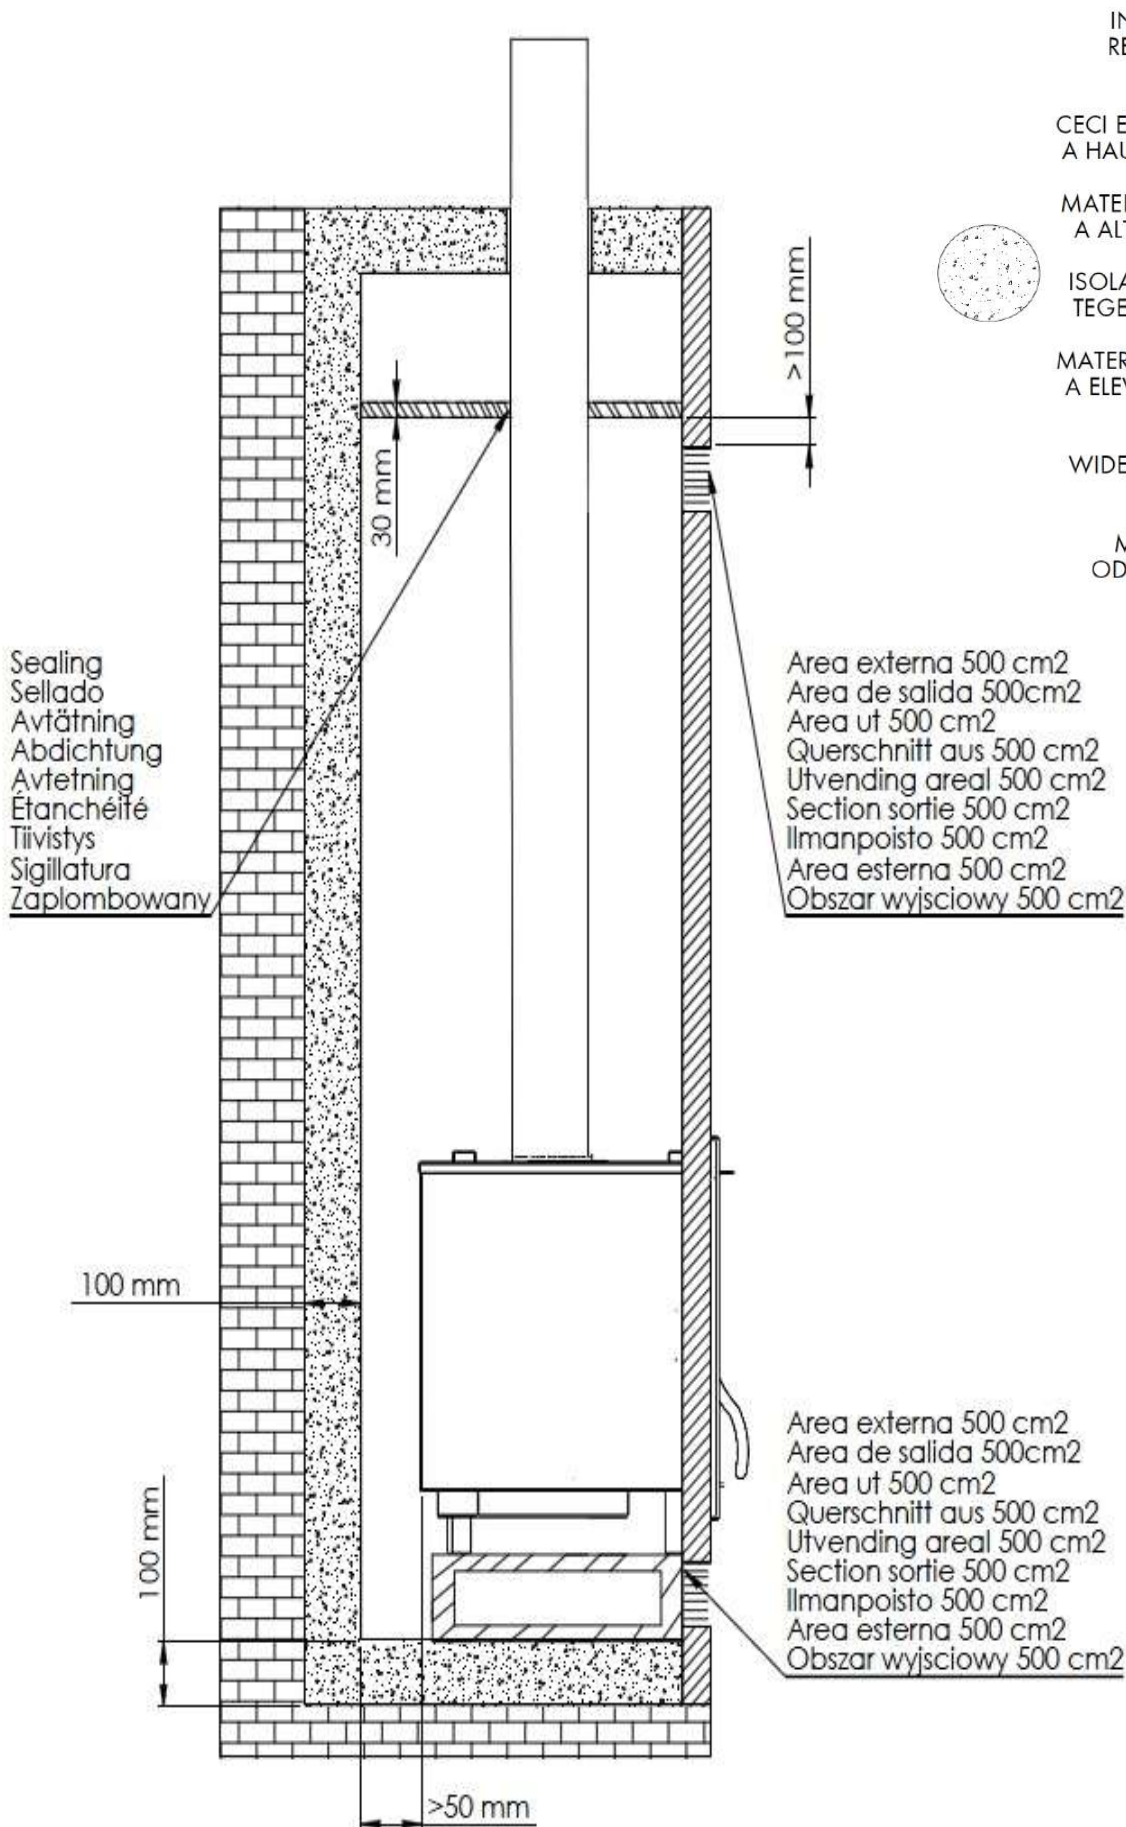 IN
RE
CECI E
A HAU
MATER
A ALT
ISOLA
TEGE
MATER
A ELEV
WIDE
M
OD
>100 mm
30 mm
Sealing
Sellado
Avtätning
Abdichtung
Avtetning
Étanchéité
Tiivistys
Sigillatura
Zaplombowany
Area externa 500 cm2
Area de salida 500cm2
Area ut 500 cm2
Querschnitt aus 500 cm2
Utvending areal 500 cm2
Section sortie 500 cm2
Ilmanpoisto 500 cm2
Area esterna 500 cm2
Obszar wyjsciowy 500 cm2
100 mm
100 mm
Area externa 500 cm2
Area de salida 500cm2
Area ut 500 cm2
Querschnitt aus 500 cm2
Utvending areal 500 cm2
Section sortie 500 cm2
Ilmanpoisto 500 cm2
Area esterna 500 cm2
Obszar wyjsciowy 500 cm2
>50 mm